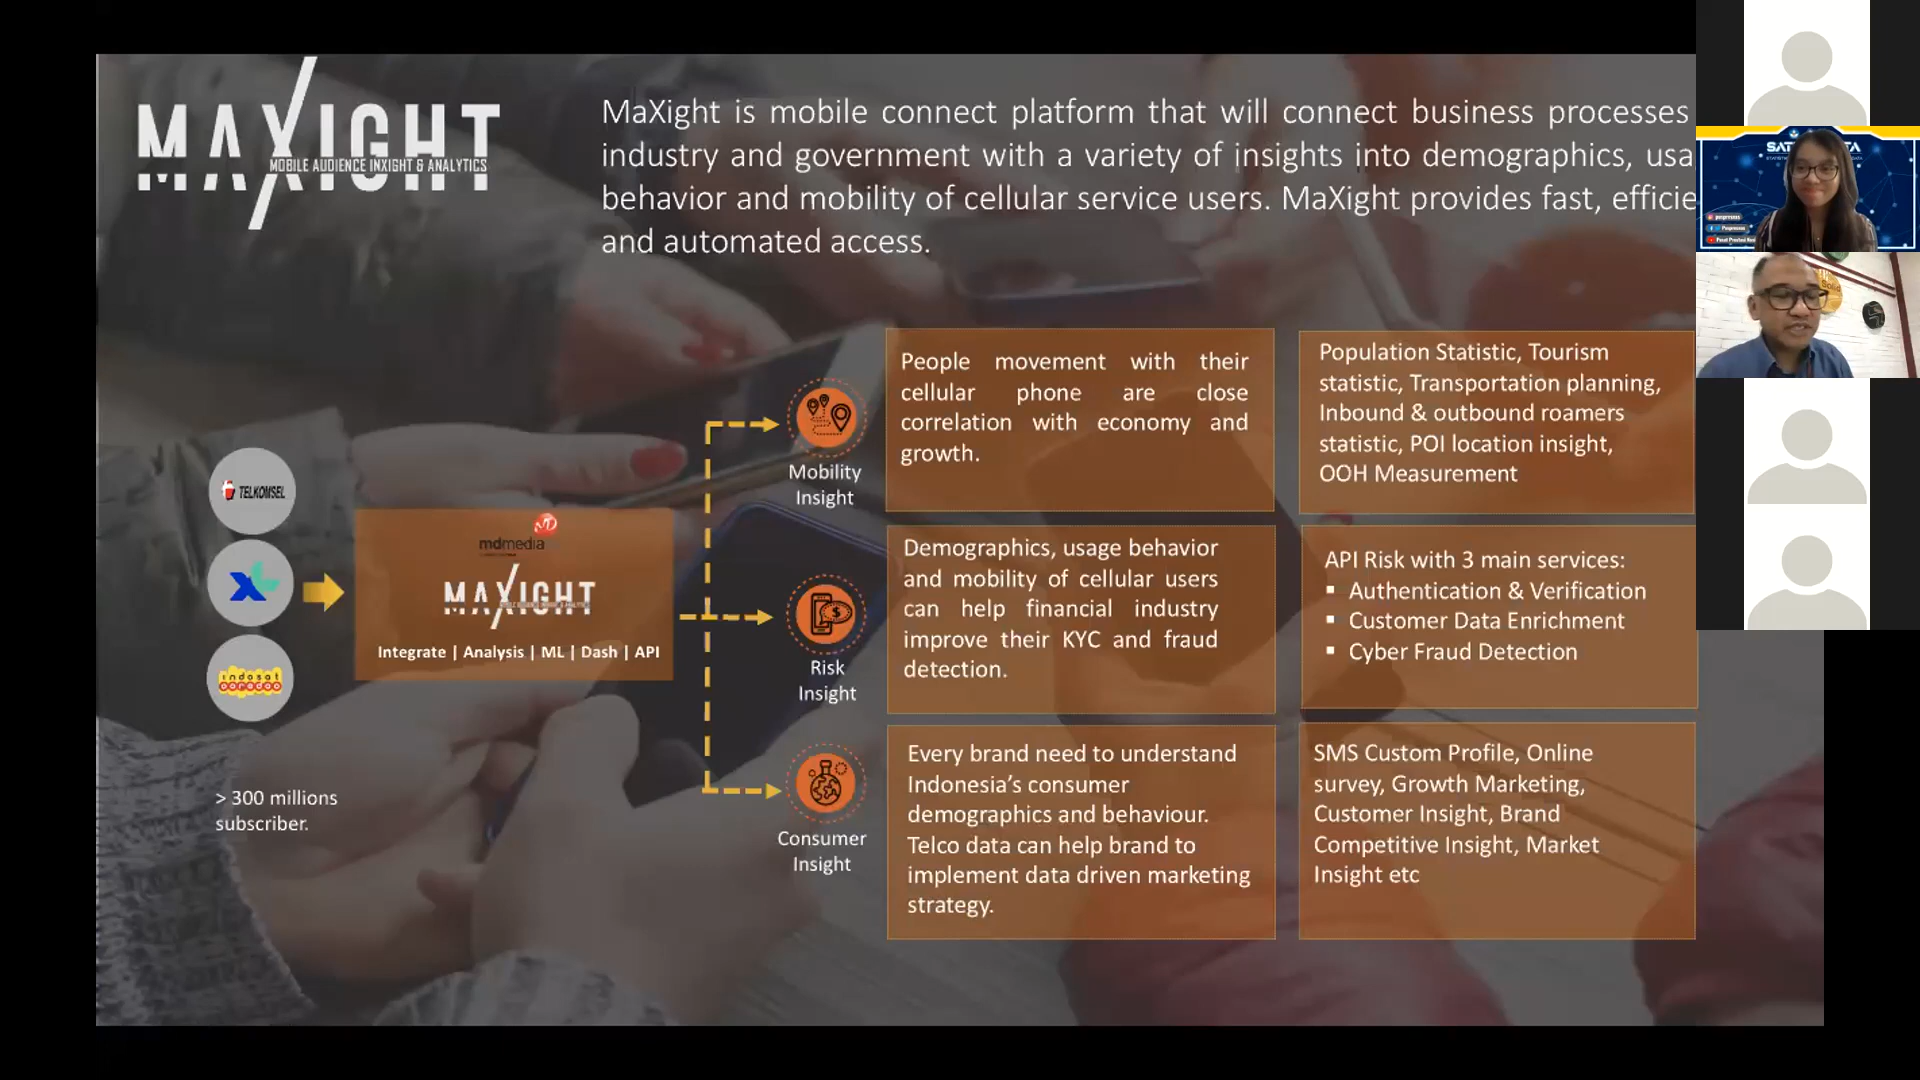 MAXIGHT
MOBILE AUDIENCE INXIGHT & ANALYTICS
MaXight is mobile connect platform that will connect business processes
industry and government with a variety of insights into demographics, usa
behavior and mobility of cellular service users. MaXight provides fast, efficie
and automated access.
TELKOMSEL
XL
indosat
ooredoo
> 300 millions
subscriber.
mdmedia
MAXIGHT
Integrate | Analysis | ML | Dash | API
Mobility
Insight
People movement with their
cellular phone are close
correlation with economy and
growth.
Population Statistic, Tourism
statistic, Transportation planning,
Inbound & outbound roamers
statistic, POI location insight,
OOH Measurement
Risk
Insight
Demographics, usage behavior
and mobility of cellular users
can help financial industry
improve their KYC and fraud
detection.
API Risk with 3 main services:
▪ Authentication & Verification
▪ Customer Data Enrichment
▪ Cyber Fraud Detection
Consumer
Insight
Every brand need to understand
Indonesia’s consumer
demographics and behaviour.
Telco data can help brand to
implement data driven marketing
strategy.
SMS Custom Profile, Online
survey, Growth Marketing,
Customer Insight, Brand
Competitive Insight, Market
Insight etc